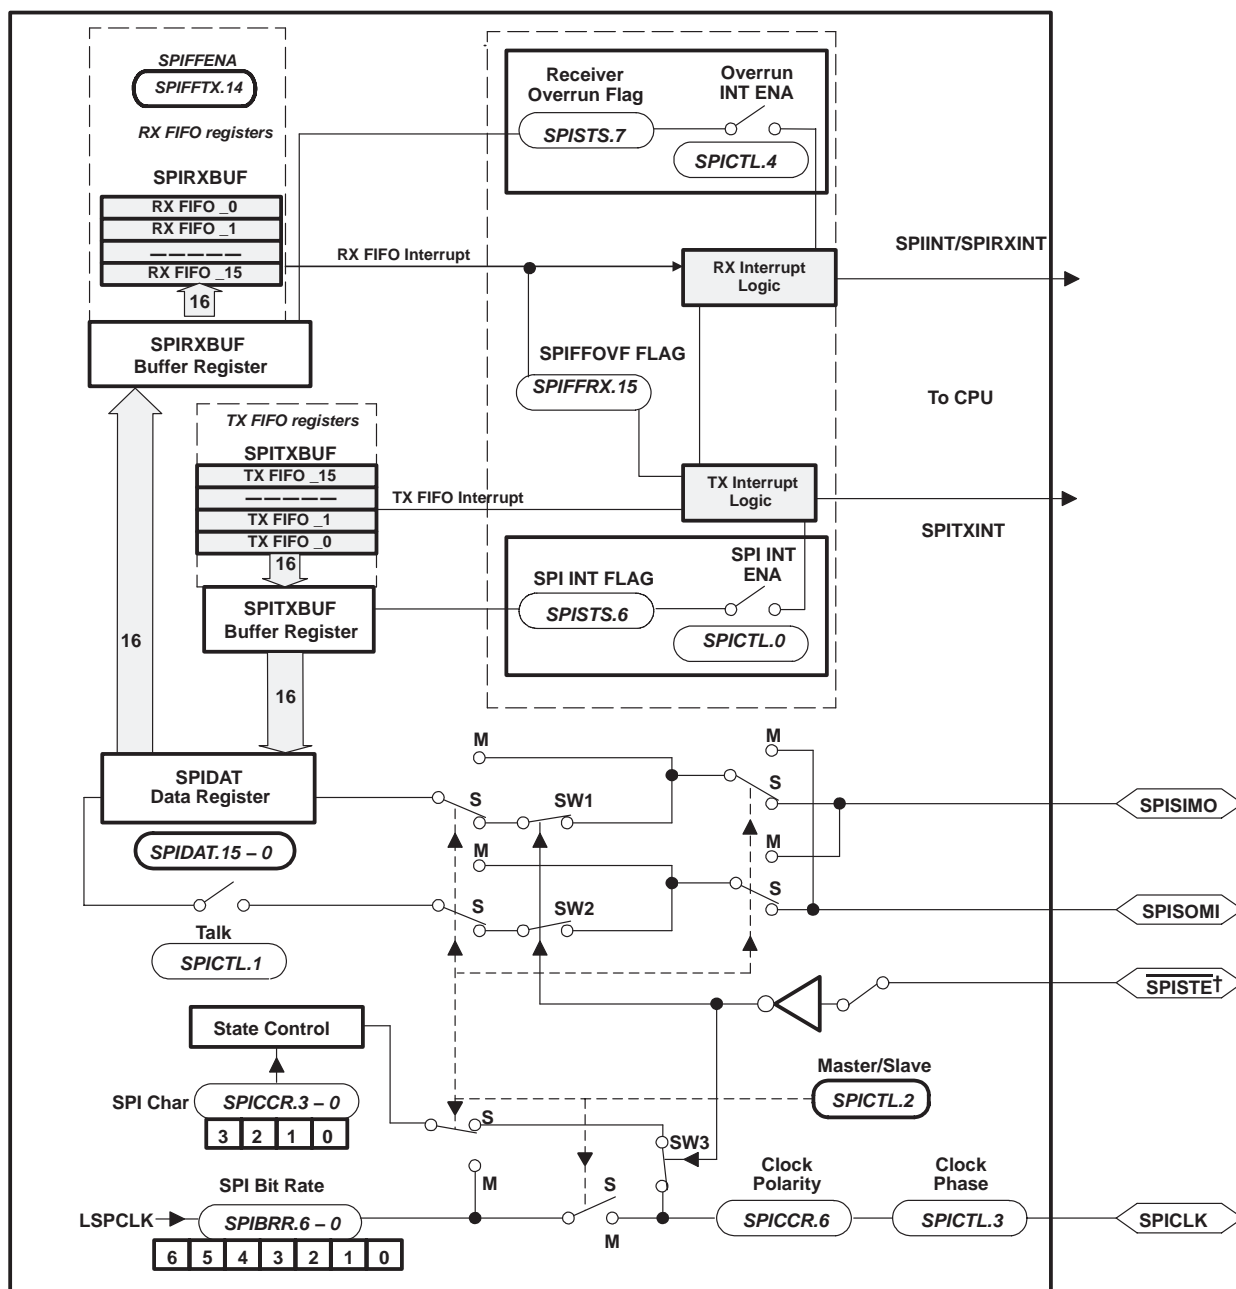 SPIFFENA
SPIFFTX.14
RX FIFO registers
SPIRXBUF
RX FIFO _0
RX FIFO _1
–––––
RX FIFO _15
16
SPIRXBUF
Buffer Register
Receiver
Overrun Flag
SPISTS.7
Overrun
INT ENA
SPICTL.4
RX FIFO Interrupt
RX Interrupt
Logic
SPIINT/SPIRXINT
SPIFFOVF FLAG
SPIFFRX.15
To CPU
TX FIFO registers
SPITXBUF
TX FIFO _15
–––––
TX FIFO _1
TX FIFO _0
16
TX FIFO Interrupt
TX Interrupt
Logic
SPITXINT
SPITXBUF
Buffer Register
SPI INT FLAG
SPISTS.6
SPI INT
ENA
SPICTL.0
16
16
SPIDAT
Data Register
SPIDAT.15 – 0
M
S
SW1
M
S
SPISIMO
M
S
SW2
M
S
SPISOMI
Talk
SPICTL.1
SPISTE†
State Control
Master/Slave
SPICTL.2
SPI Char
SPICCR.3 – 0
3 2 1 0
S
M
SW3
S
M
SPI Bit Rate
LSPCLK
SPIBRR.6 – 0
6 5 4 3 2 1 0
Clock
Polarity
SPICCR.6
Clock
Phase
SPICTL.3
SPICLK